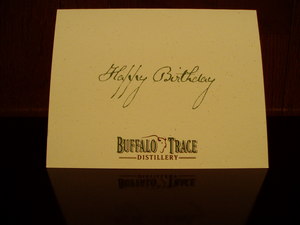 Happy Birthday
BUFFALO TRACE
DISTILLERY